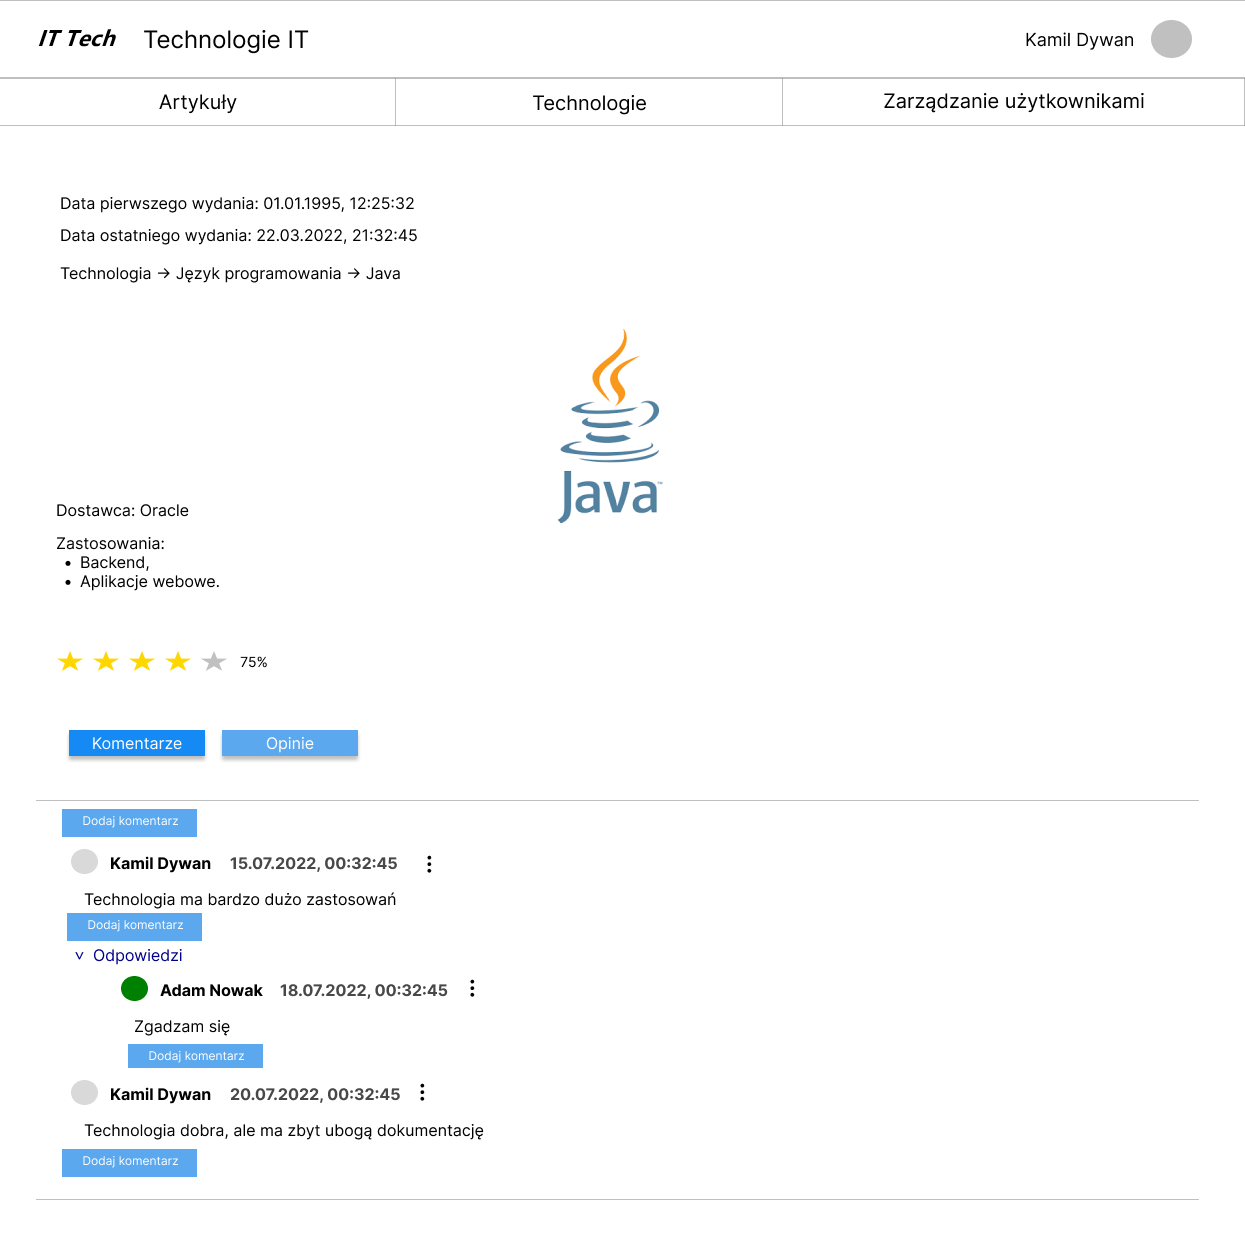 IT Tech
Technologie IT
Kamil Dywan
Artykuły
Technologie
Zarządzanie użytkownikami
Data pierwszego wydania: 01.01.1995, 12:25:32
Data ostatniego wydania: 22.03.2022, 21:32:45
Technologia → Język programowania → Java
Java™
Dostawca: Oracle
Zastosowania:
• Backend,
• Aplikacje webowe.
75%
Komentarze
Opinie
Dodaj komentarz
Kamil Dywan 15.07.2022, 00:32:45
Technologia ma bardzo dużo zastosowań
Dodaj komentarz
Odpowiedzi
Adam Nowak 18.07.2022, 00:32:45
Zgadzam się
Dodaj komentarz
Kamil Dywan 20.07.2022, 00:32:45
Technologia dobra, ale ma zbyt ubogą dokumentację
Dodaj komentarz